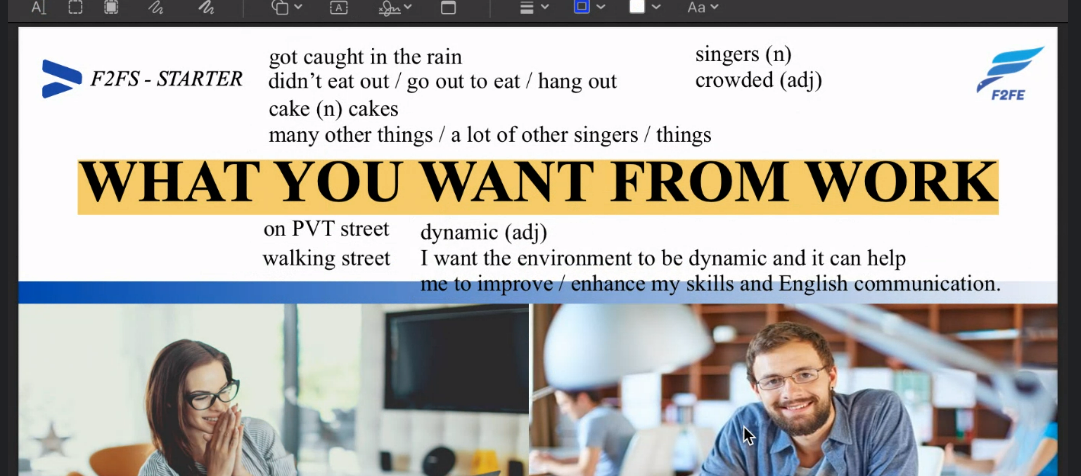 A
A
Aa
F2FS - STARTER
got caught in the rain
didn't eat out / go out to eat / hang out
cake (n) cakes
many other things / a lot of other singers / things
singers (n)
crowded (adj)
F2FE
WHAT YOU WANT FROM WORK
on PVT street
walking street
dynamic (adj)
I want the environment to be dynamic and it can help
me to improve / enhance my skills and English communication.